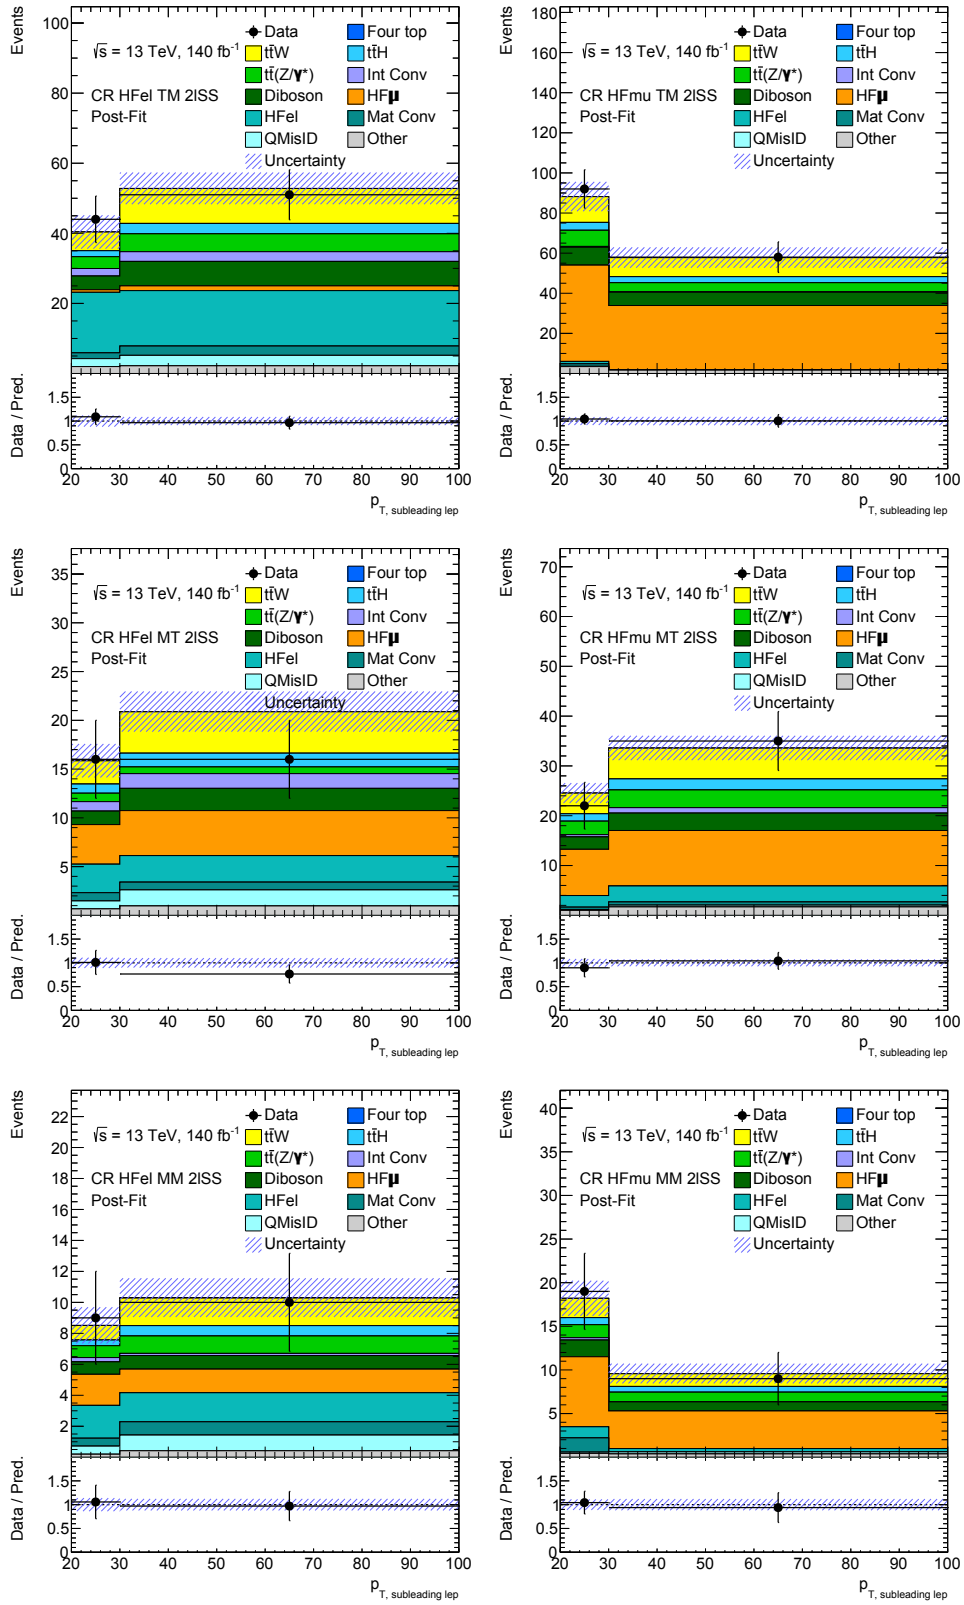 Events
100
80
60
40
20
√s = 13 TeV, 140 fb⁻¹
CR HFel TM 2lSS
Post-Fit
Data
Four top
tt̄W
tt̄H
tt̄(Z/γ*)
Int Conv
Diboson
HFμ
HFel
Mat Conv
QMisID
Other
Uncertainty
Data / Pred.
1.5
1
0.5
0
20 30 40 50 60 70 80 90 100
p_T, subleading lep
Events
180
160
140
120
100
80
60
40
20
√s = 13 TeV, 140 fb⁻¹
CR HFmu TM 2lSS
Post-Fit
Data
Four top
tt̄W
tt̄H
tt̄(Z/γ*)
Int Conv
Diboson
HFμ
HFel
Mat Conv
QMisID
Other
Uncertainty
Data / Pred.
1.5
1
0.5
0
20 30 40 50 60 70 80 90 100
p_T, subleading lep
Events
35
30
25
20
15
10
5
√s = 13 TeV, 140 fb⁻¹
CR HFel MT 2lSS
Post-Fit
Data
Four top
tt̄W
tt̄H
tt̄(Z/γ*)
Int Conv
Diboson
HFμ
HFel
Mat Conv
QMisID
Other
Uncertainty
Data / Pred.
1.5
1
0.5
0
20 30 40 50 60 70 80 90 100
p_T, subleading lep
Events
70
60
50
40
30
20
10
√s = 13 TeV, 140 fb⁻¹
CR HFmu MT 2lSS
Post-Fit
Data
Four top
tt̄W
tt̄H
tt̄(Z/γ*)
Int Conv
Diboson
HFμ
HFel
Mat Conv
QMisID
Other
Uncertainty
Data / Pred.
1.5
1
0.5
0
20 30 40 50 60 70 80 90 100
p_T, subleading lep
Events
22
20
18
16
14
12
10
8
6
4
2
√s = 13 TeV, 140 fb⁻¹
CR HFel MM 2lSS
Post-Fit
Data
Four top
tt̄W
tt̄H
tt̄(Z/γ*)
Int Conv
Diboson
HFμ
HFel
Mat Conv
QMisID
Other
Uncertainty
Data / Pred.
1.5
1
0.5
0
20 30 40 50 60 70 80 90 100
p_T, subleading lep
Events
40
35
30
25
20
15
10
5
√s = 13 TeV, 140 fb⁻¹
CR HFmu MM 2lSS
Post-Fit
Data
Four top
tt̄W
tt̄H
tt̄(Z/γ*)
Int Conv
Diboson
HFμ
HFel
Mat Conv
QMisID
Other
Uncertainty
Data / Pred.
1.5
1
0.5
0
20 30 40 50 60 70 80 90 100
p_T, subleading lep